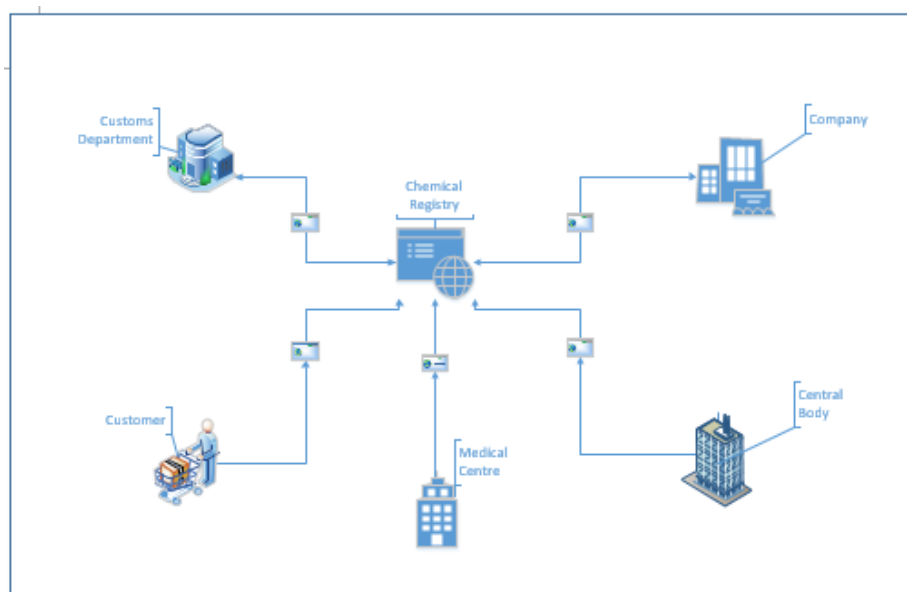 Customs
Department
Company
Chemical
Registry
Customer
Medical
Centre
Central
Body